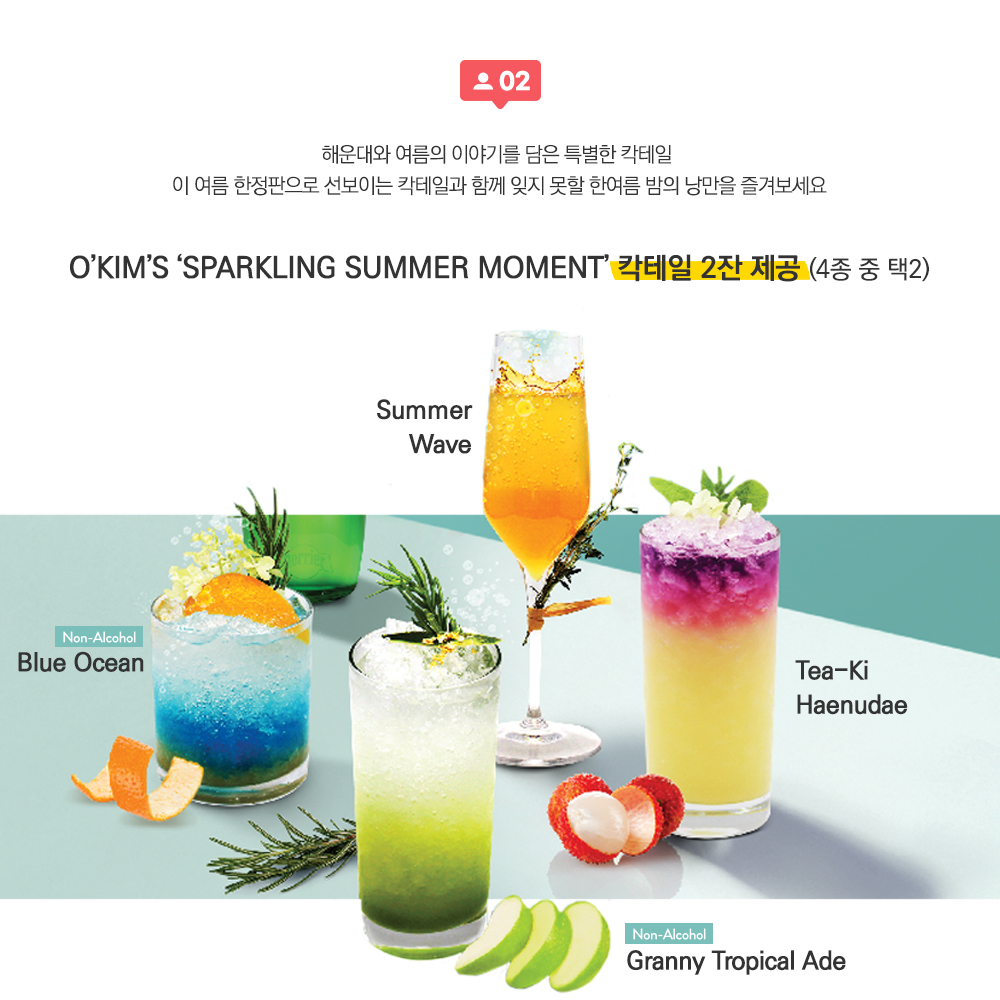 02
해운대와 여름의 이야기를 담은 특별한 칵테일
이 여름 한정판으로 선보이는 칵테일과 함께 잊지 못할 한여름 밤의 낭만을 즐겨보세요
O’KIM’S ‘SPARKLING SUMMER MOMENT’ 칵테일 2잔 제공 (4종 중 택2)
Summer
Wave
Non-Alcohol
Blue Ocean
Tea-Ki
Haenudae
Non-Alcohol
Granny Tropical Ade